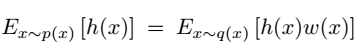 E_{x∼p(x)} [h(x)] = E_{x∼q(x)} [h(x)w(x)]